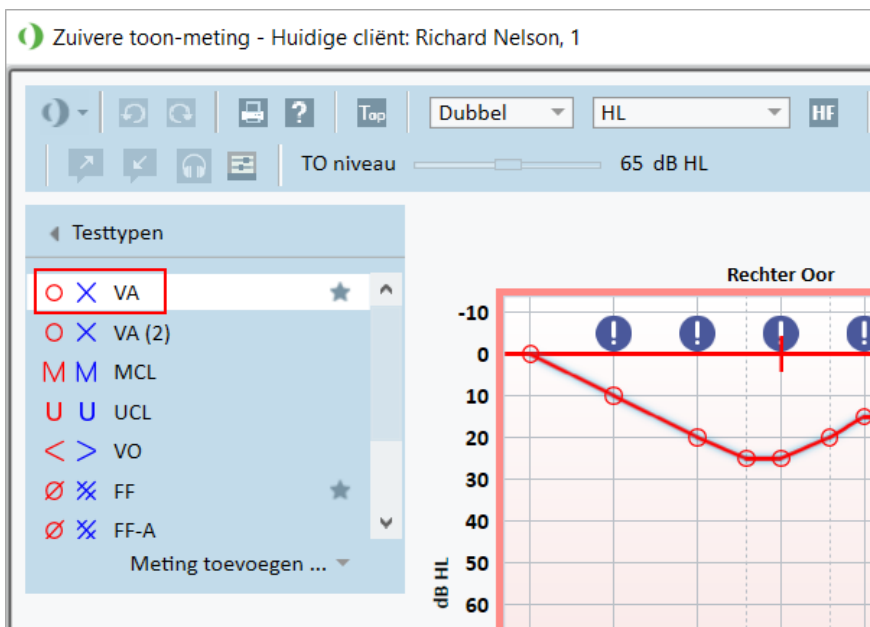 Zuivere toon-meting - Huidige cliënt: Richard Nelson, 1
Top
Dubbel
HL
HF
TO niveau
65 dB HL
Testtypen
VA
VA (2)
MCL
UCL
VO
FF
FF-A
Meting toevoegen ...
Rechter Oor
-10
0
10
20
30
40
50
60
dB HL